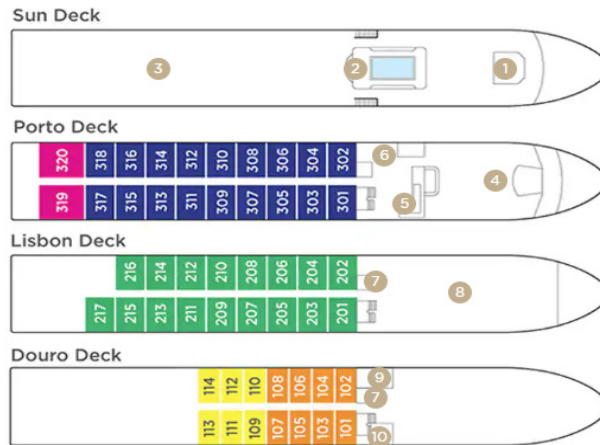 Sun Deck
3 2 1
Porto Deck
320 318 316 314 312 310 308 306 304 302 6
4
319 317 315 313 311 309 307 305 303 301 5
Lisbon Deck
216 214 212 210 208 206 204 202 7 8
217 215 213 211 209 207 205 203 201
Douro Deck
114 112 110 108 106 104 102 9
7
113 111 109 107 105 103 101 10